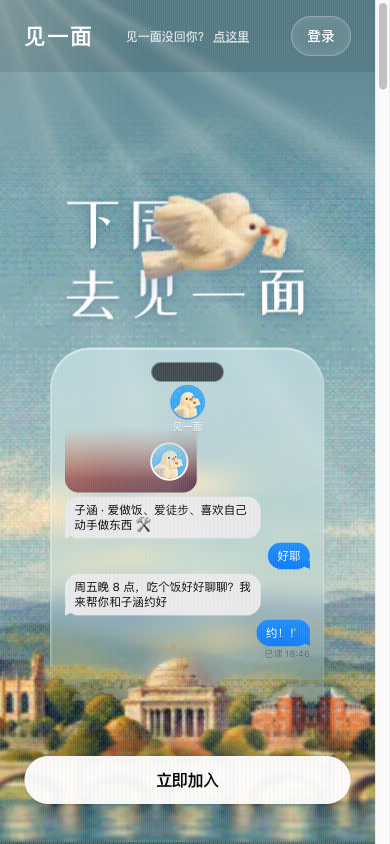 见一面
见一面没回你？ 点这里
登录
下周
去见一面
见一面
子涵 · 爱做饭、爱徒步、喜欢自己
动手做东西 🛠️
好耶
周五晚 8 点，吃个饭好好聊聊？我
来帮你和子涵约好
约！！
已读 18:46
立即加入